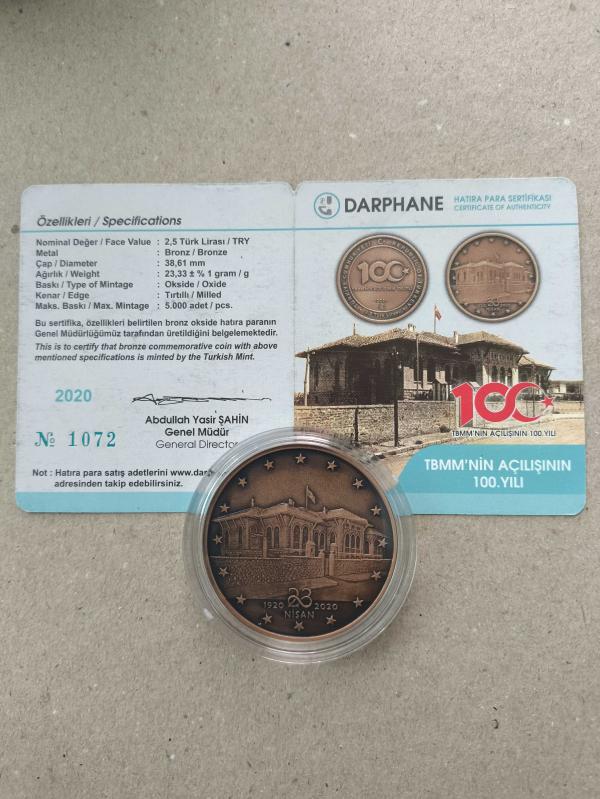 Özellikleri / Specifications
Nominal Değer / Face Value : 2,5 Türk Lirası / TRY
Metal : Bronz / Bronze
Çap / Diameter : 38,61 mm
Ağırlık / Weight : 23,33 ± % 1 gram / g
Baskı / Type of Mintage : Okside / Oxide
Kenar / Edge : Tırtıllı / Milled
Maks. Baskı / Max. Mintage : 5.000 adet / pcs.
Bu sertifika, özellikleri belirtilen bronz okside hatıra paranın
Genel Müdürlüğümüz tarafından üretildiğini belgelemektedir.
This is to certify that bronze commemorative coin with above
mentioned specifications is minted by the Turkish Mint.
2020
№ 1072
Abdullah Yasir ŞAHİN
Genel Müdür
General Director
Not : Hatıra para satış adetlerini www.dar
adresinden takip edebilirsiniz.
DARPHANE
HATIRA PARA SERTİFİKASI
CERTIFICATE OF AUTHENTICITY
100
23
100
TBMM'NİN AÇILIŞININ 100.YILI
TBMM'NİN AÇILIŞININ
100.YILI
1920 23 2020
NİSAN